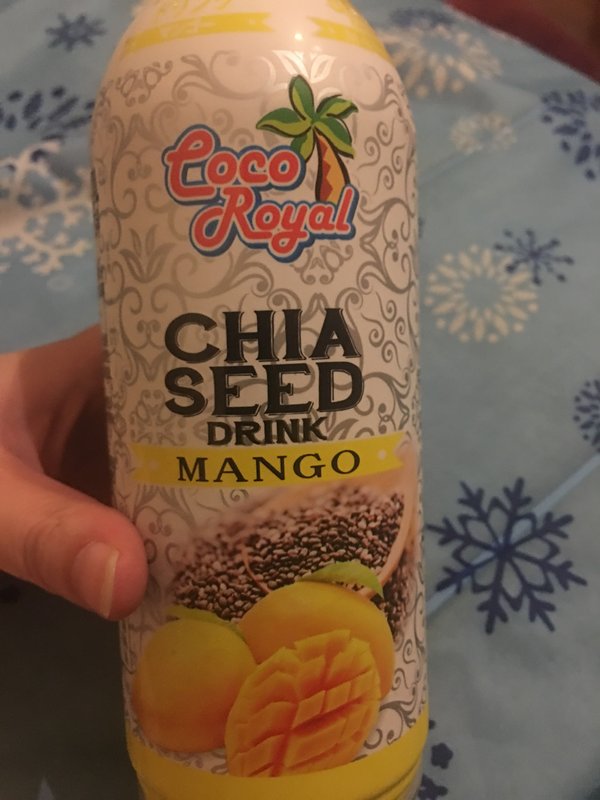 Coco
Royal
CHIA
SEED
DRINK
MANGO